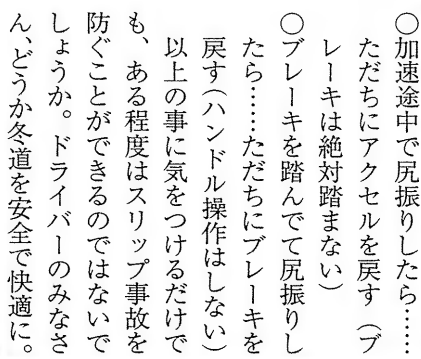 ○加速途中で尻振りしたら……
ただちにアクセルを戻す（ブ
レーキは絶対踏まない）
○ブレーキを踏んでて尻振りし
たら……ただちにブレーキを
戻す（ハンドル操作はしない）
以上の事に気をつけるだけで
も、ある程度はスリップ事故を
防ぐことができるのではないで
しょうか。ドライバーのみなさ
ん、どうか冬道を安全で快適に。